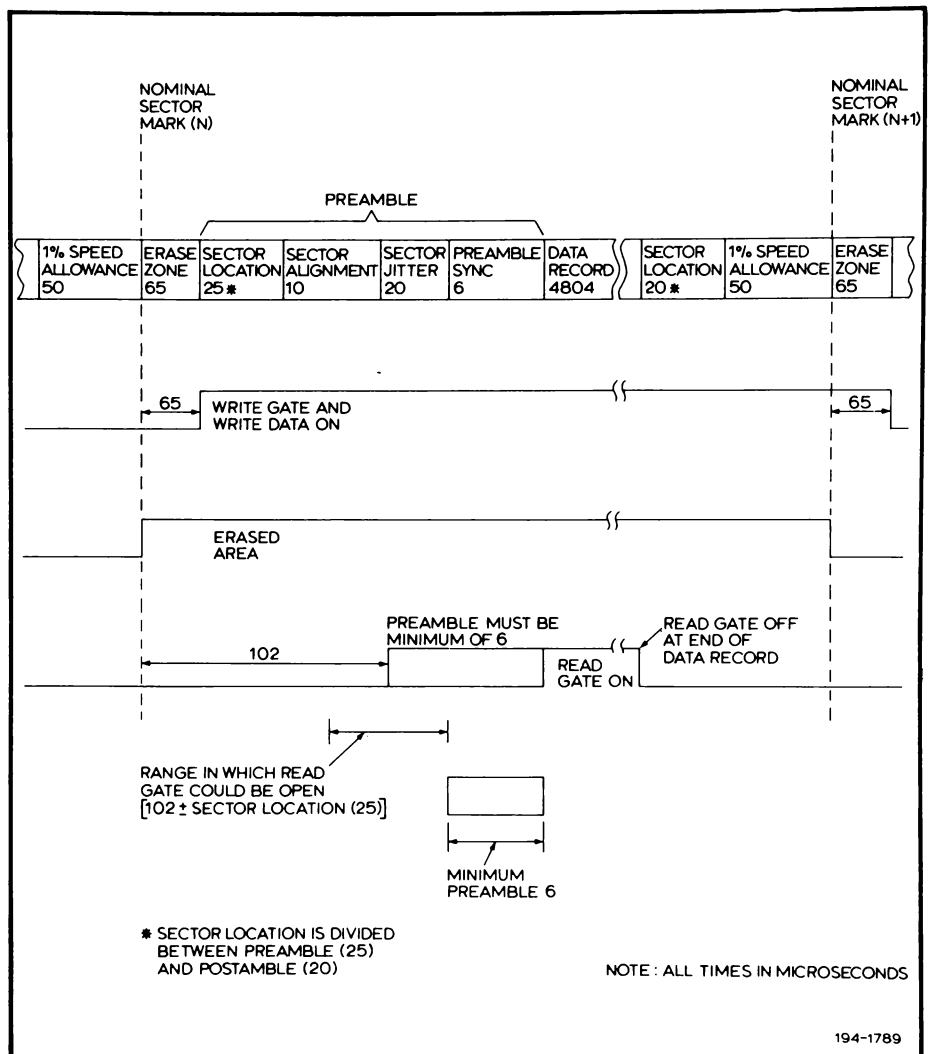 NOMINAL
SECTOR
MARK (N)
NOMINAL
SECTOR
MARK (N+1)
PREAMBLE
1% SPEED
ALLOWANCE
50
ERASE
ZONE
65
SECTOR
LOCATION
25 *
SECTOR
ALIGNMENT
10
SECTOR
JITTER
20
PREAMBLE
SYNC
6
DATA
RECORD
4804
SECTOR
LOCATION
20 *
1% SPEED
ALLOWANCE
50
ERASE
ZONE
65
65
WRITE GATE AND
WRITE DATA ON
65
ERASED
AREA
102
PREAMBLE MUST BE
MINIMUM OF 6
READ
GATE ON
READ GATE OFF
AT END OF
DATA RECORD
RANGE IN WHICH READ
GATE COULD BE OPEN
[102 ± SECTOR LOCATION (25)]
MINIMUM
PREAMBLE 6
* SECTOR LOCATION IS DIVIDED
BETWEEN PREAMBLE (25)
AND POSTAMBLE (20)
NOTE : ALL TIMES IN MICROSECONDS
194-1789